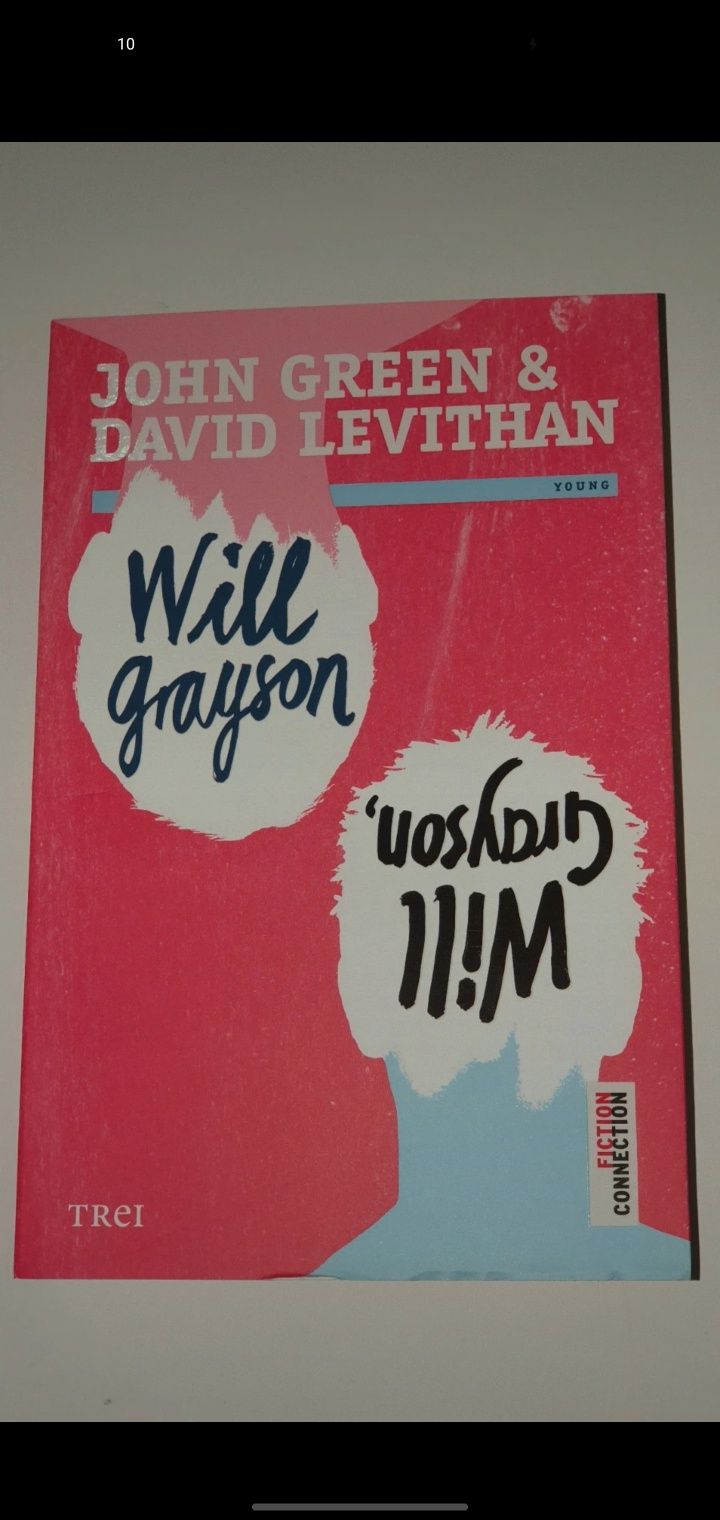 10
JOHN GREEN &
DAVID LEVITHAN
YOUNG
Will
grayson
Will
Grayson,
FICTION
CONNECTION
TREI